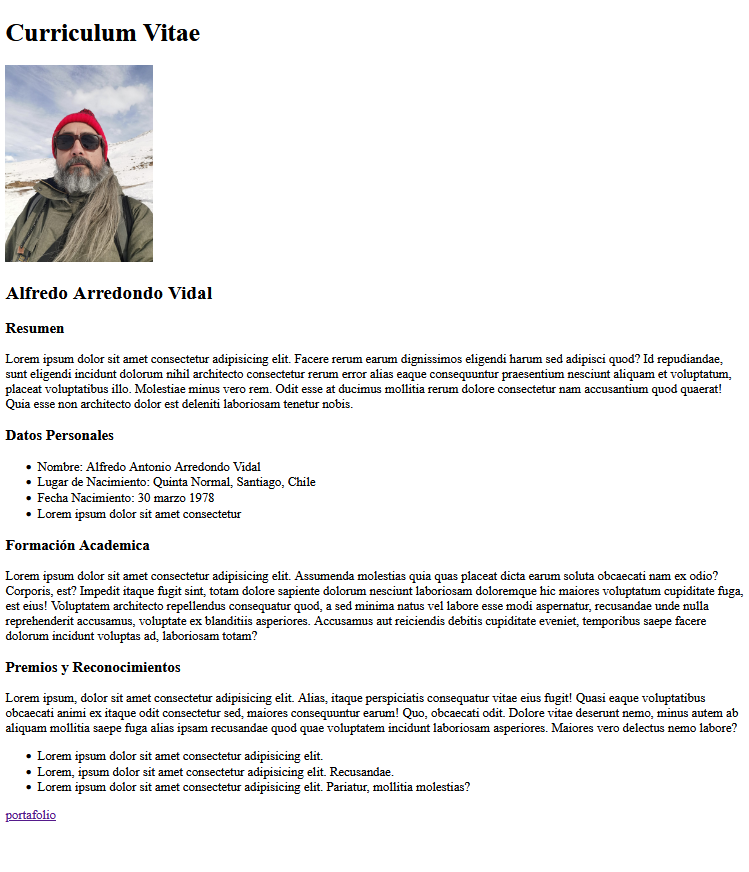 Curriculum Vitae
Alfredo Arredondo Vidal
Resumen
Lorem ipsum dolor sit amet consectetur adipisicing elit. Facere rerum earum dignissimos eligendi harum sed adipisci quod? Id repudiandae,
sunt eligendi incidunt dolorum nihil architecto consectetur rerum error alias eaque consequuntur praesentium nesciunt aliquam et voluptatum,
placeat voluptatibus illo. Molestiae minus vero rem. Odit esse at ducimus mollitia rerum dolore consectetur nam accusantium quod quaerat!
Quia esse non architecto dolor est deleniti laboriosam tenetur nobis.
Datos Personales
• Nombre: Alfredo Antonio Arredondo Vidal
• Lugar de Nacimiento: Quinta Normal, Santiago, Chile
• Fecha Nacimiento: 30 marzo 1978
• Lorem ipsum dolor sit amet consectetur
Formación Academica
Lorem ipsum dolor sit amet consectetur adipisicing elit. Assumenda molestias quia quas placeat dicta earum soluta obcaecati nam ex odio?
Corporis, est? Impedit itaque fugit sint, totam dolore sapiente dolorum nesciunt laboriosam doloremque hic maiores voluptatum cupiditate fuga,
est eius! Voluptatem architecto repellendus consequatur quod, a sed minima natus vel labore esse modi aspernatur, recusandae unde nulla
reprehenderit accusamus, voluptate ex blanditiis asperiores. Accusamus aut reiciendis debitis cupiditate eveniet, temporibus saepe facere
dolorum incidunt voluptas ad, laboriosam totam?
Premios y Reconocimientos
Lorem ipsum, dolor sit amet consectetur adipisicing elit. Alias, itaque perspiciatis consequatur vitae eius fugit! Quasi eaque voluptatibus
obcaecati animi ex itaque odit consectetur sed, maiores consequuntur earum! Quo, obcaecati odit. Dolore vitae deserunt nemo, minus autem ab
aliquam mollitia saepe fuga alias ipsam recusandae quod quae voluptatem incidunt laboriosam asperiores. Maiores vero delectus nemo labore?
• Lorem ipsum dolor sit amet consectetur adipisicing elit.
• Lorem, ipsum dolor sit amet consectetur adipisicing elit. Recusandae.
• Lorem ipsum dolor sit amet consectetur adipisicing elit. Pariatur, mollitia molestias?
portafolio